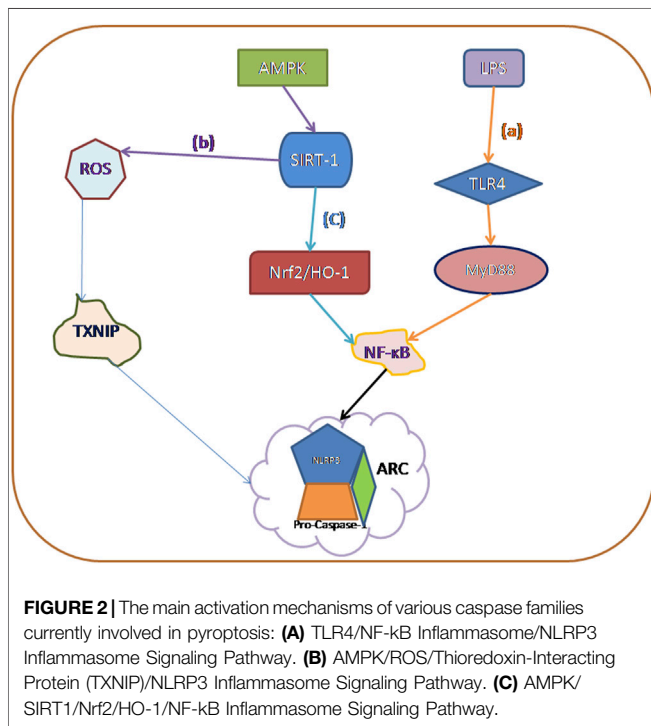 AMPK
LPS
(b)
(a)
ROS
SIRT-1
TLR4
(C)
Nrf2/HO-1
MyD88
TXNIP
NF-κB
NLRP3
ARC
Pro-Caspase-1
FIGURE 2 | The main activation mechanisms of various caspase families
currently involved in pyroptosis: (A) TLR4/NF-kB Inflammasome/NLRP3
Inflammasome Signaling Pathway. (B) AMPK/ROS/Thioredoxin-Interacting
Protein (TXNIP)/NLRP3 Inflammasome Signaling Pathway. (C) AMPK/
SIRT1/Nrf2/HO-1/NF-kB Inflammasome Signaling Pathway.